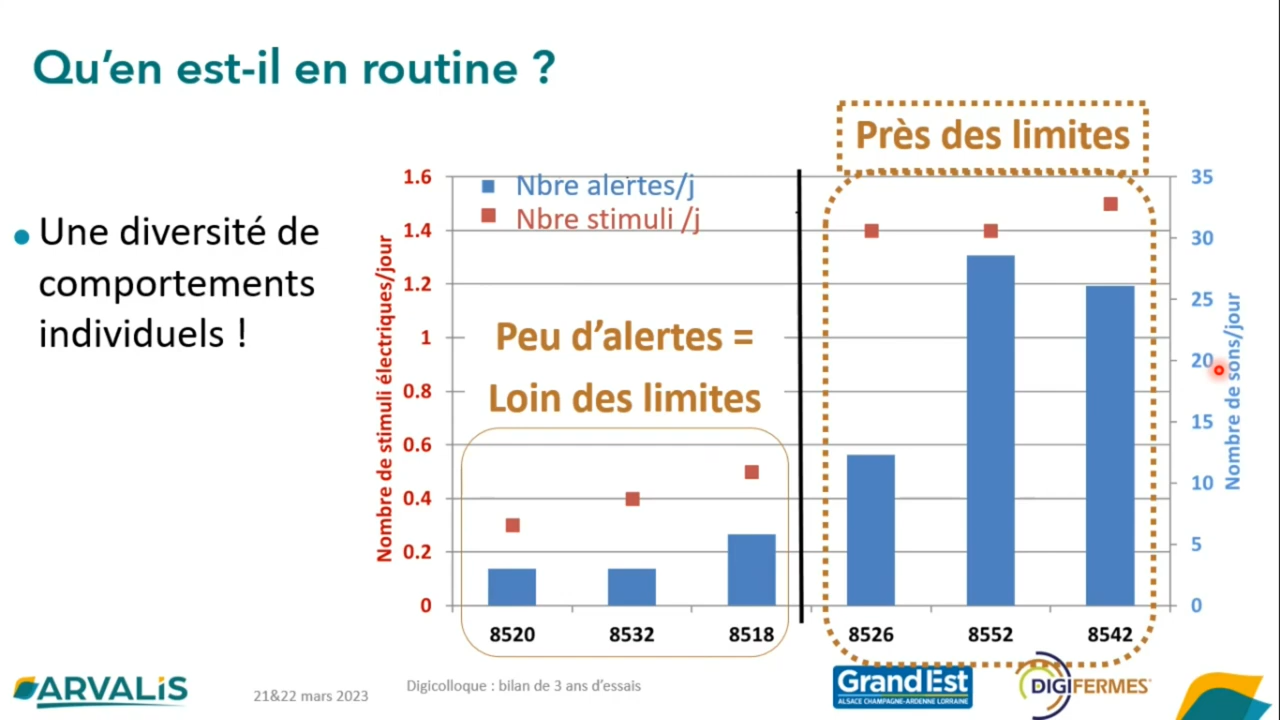 Qu’en est-il en routine ?
Une diversité de
comportements
individuels !
Près des limites
Nbre alertes/j
Nbre stimuli /j
Peu d’alertes =
Loin des limites
Nombre de stimuli électriques/jour
1.6
1.4
1.2
1
0.8
0.6
0.4
0.2
0
35
30
25
20
15
10
5
0
Nombre de sons/jour
8520 8532 8518 8526 8552 8542
ARVALIS
21&22 mars 2023
Digicolloque : bilan de 3 ans d’essais
Grand Est
ALSACE CHAMPAGNE-ARDENNE LORRAINE
DIGIFERMES